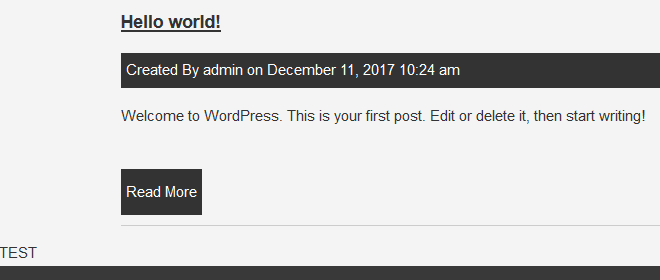 Hello world!
Created By admin on December 11, 2017 10:24 am
Welcome to WordPress. This is your first post. Edit or delete it, then start writing!
Read More
TEST